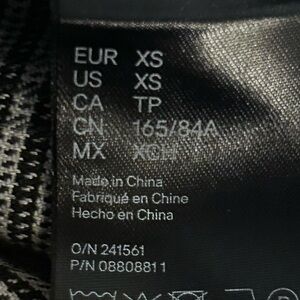 EUR XS
US XS
CA TP
CN 165/84A
MX XCH
Made in China
Fabriqué en Chine
Hecho en China
O/N 241561
P/N 08808811